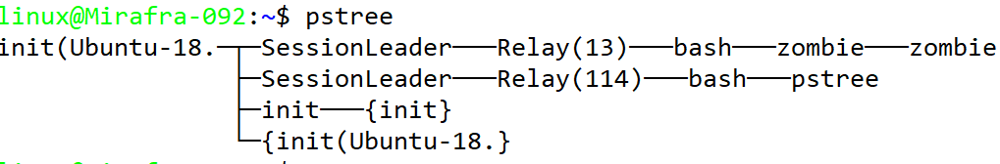 linux@Mirafra-092:~$ pstree
init(Ubuntu-18.─┬─SessionLeader───Relay(13)───bash───zombie───zombie
                ├─SessionLeader───Relay(114)───bash───pstree
                ├─init───{init}
                └─{init(Ubuntu-18.}